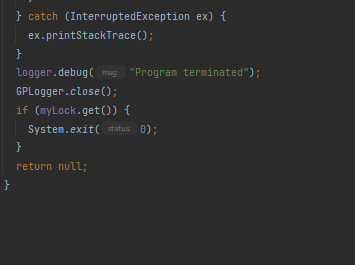 } catch (InterruptedException ex) {
ex.printStackTrace();
}
logger.debug( msg: "Program terminated");
GPLogger.close();
if (myLock.get()) {
System.exit( status: 0);
}
return null;
}